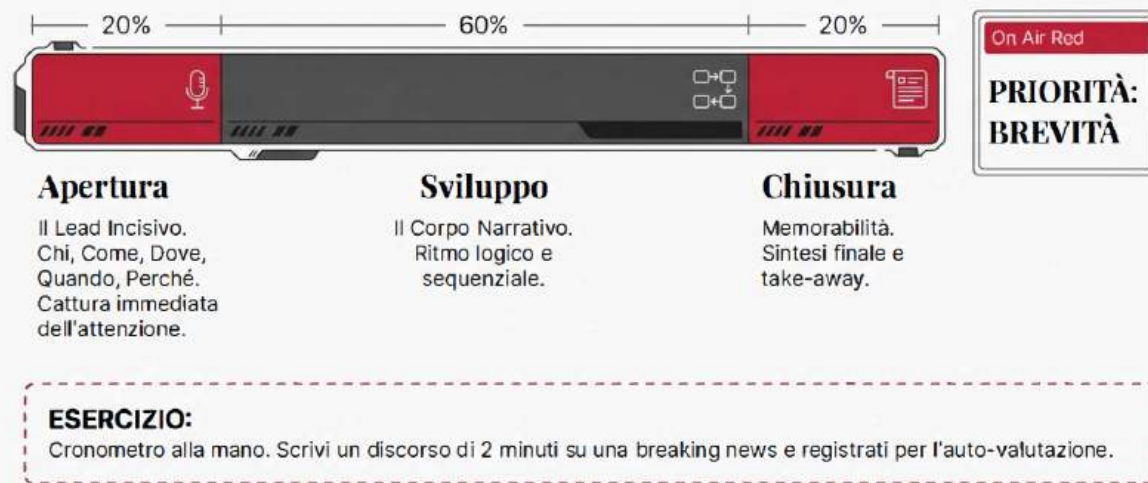 20%
60%
20%
On Air Red
PRIORITÀ:
BREVITÀ
Apertura
Il Lead Incisivo.
Chi, Come, Dove,
Quando, Perché.
Cattura immediata
dell'attenzione.
Sviluppo
Il Corpo Narrativo.
Ritmo logico e
sequenziale.
Chiusura
Memorabilità.
Sintesi finale e
take-away.
ESERCIZIO:
Cronometro alla mano. Scrivi un discorso di 2 minuti su una breaking news e registrati per l'auto-valutazione.